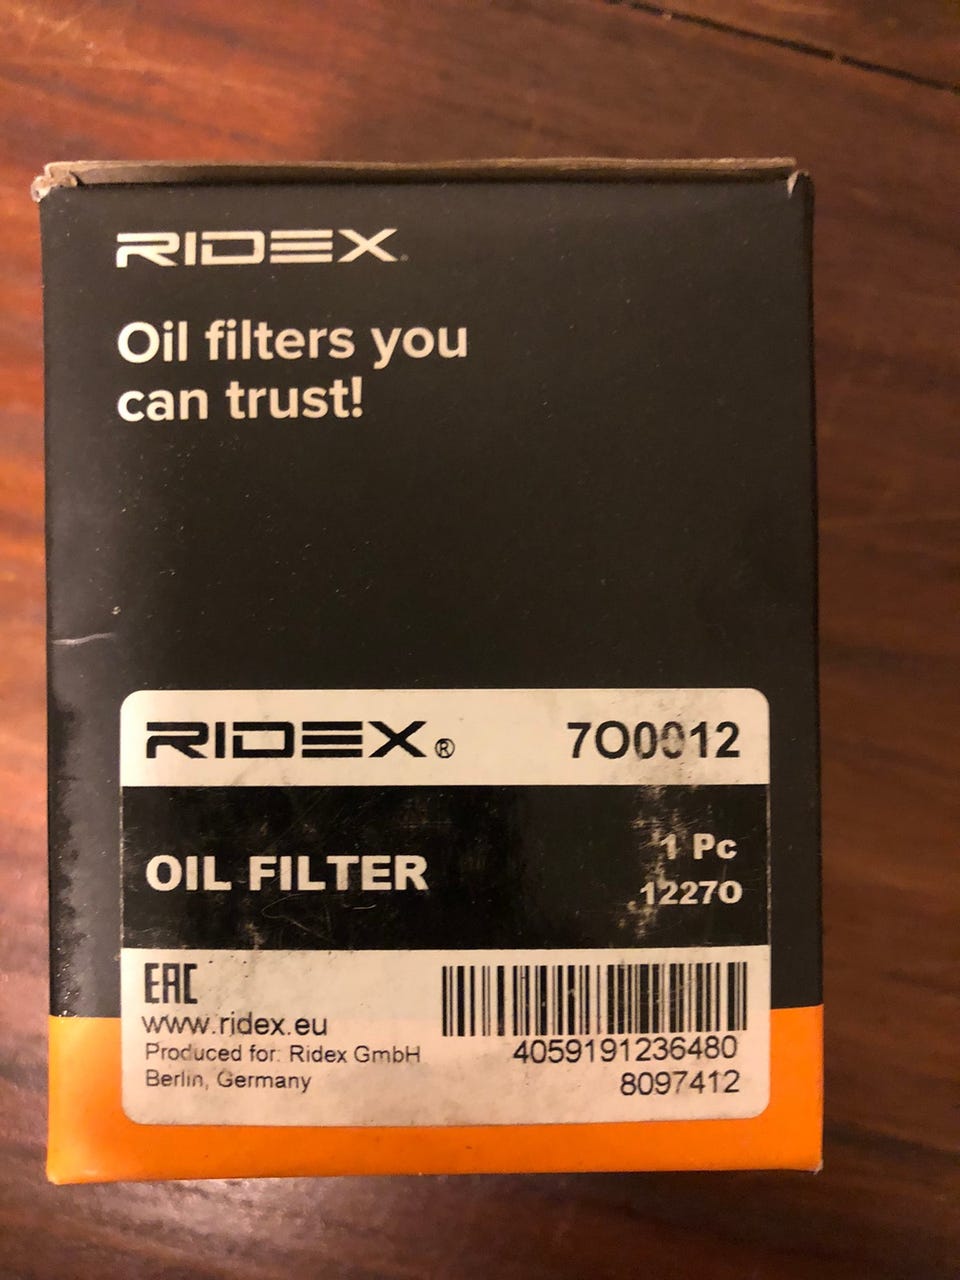 RIDEX
Oil filters you
can trust!
RIDEX® 7O0012
OIL FILTER
1 Pc
1227O
EAC
www.ridex.eu
Produced for: Ridex GmbH
Berlin, Germany
4059191236480
8097412